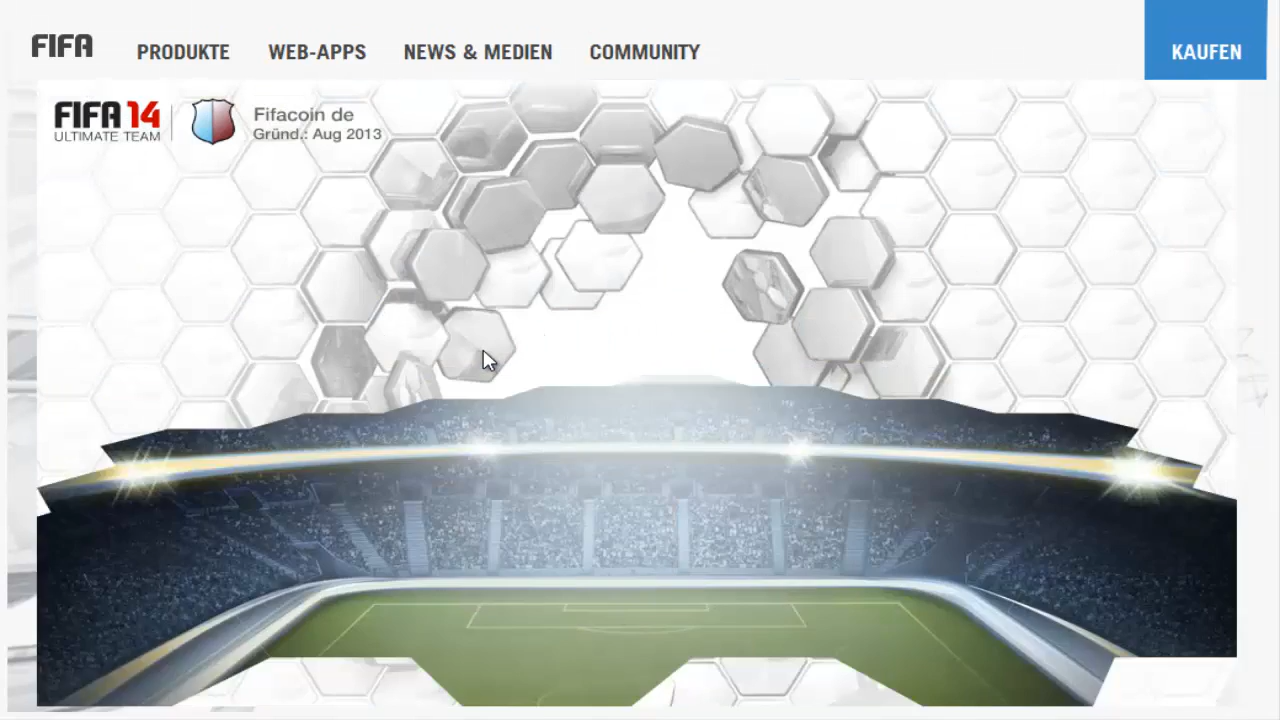 FIFA PRODUKTE WEB-APPS NEWS & MEDIEN COMMUNITY KAUFEN
FIFA 14
ULTIMATE TEAM
Fifacoin de
Gründ.: Aug 2013